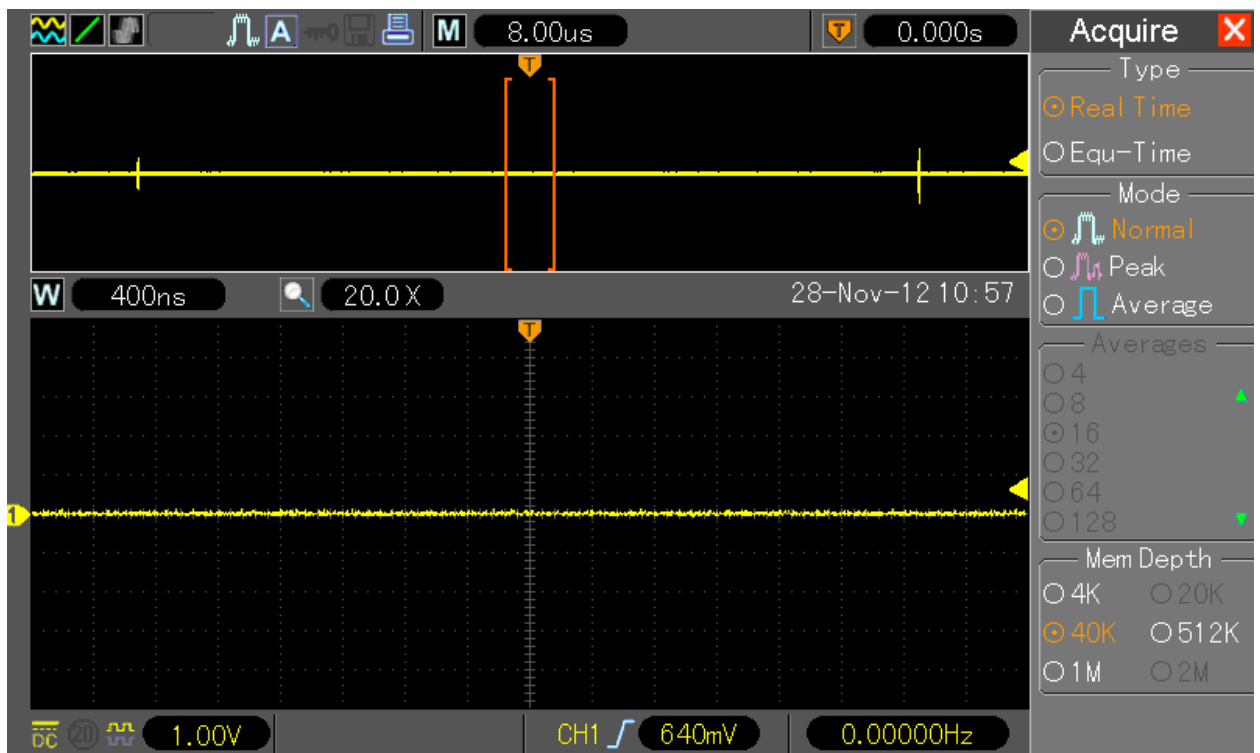 A M 8.00us T 0.000s
T
W 400ns 20.0X 28-Nov-12 10:57
T
1
DC 20 1.00V CH1 640mV 0.00000Hz
Acquire X
Type
Real Time
Equ-Time
Mode
Normal
Peak
Average
Averages
4
8
16
32
64
128
Mem Depth
4K 20K
40K 512K
1M 2M